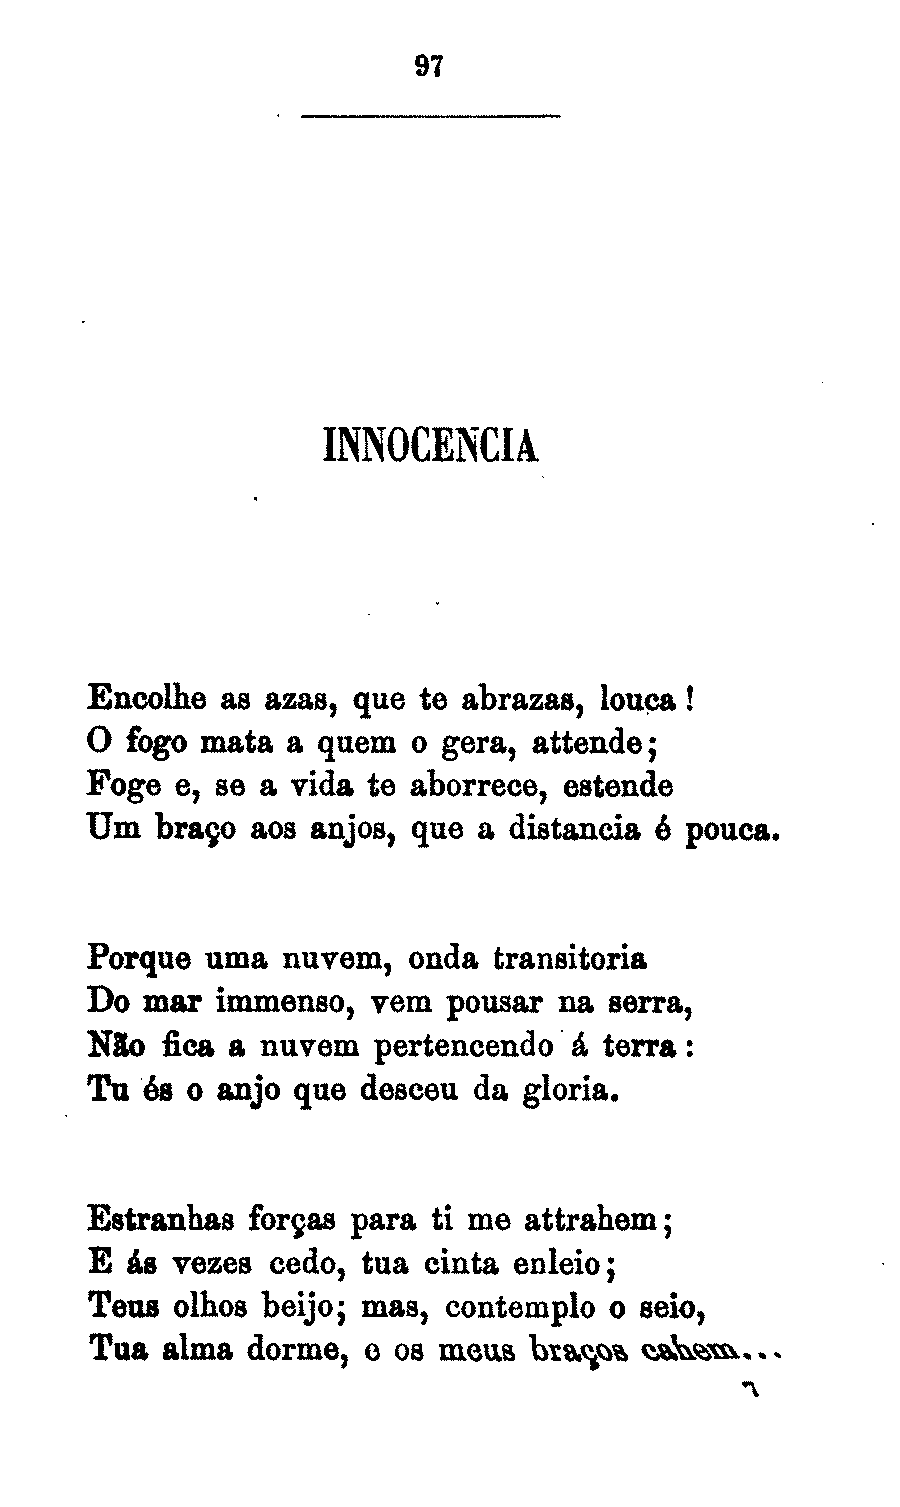 97
INNOCENCIA
Encolhe as azas, que te abrazas, louca !
O fogo mata a quem o gera, attende;
Foge e, se a vida te aborrece, estende
Um braço aos anjos, que a distancia é pouca.
Porque uma nuvem, onda transitoria
Do mar immenso, vem pousar na serra,
Não fica a nuvem pertencendo á terra :
Tu és o anjo que desceu da gloria.
Estranhas forças para ti me attrahem;
E ás vezes cedo, tua cinta enleio;
Teus olhos beijo; mas, contemplo o seio,
Tua alma dorme, e os meus braços cahem...
7